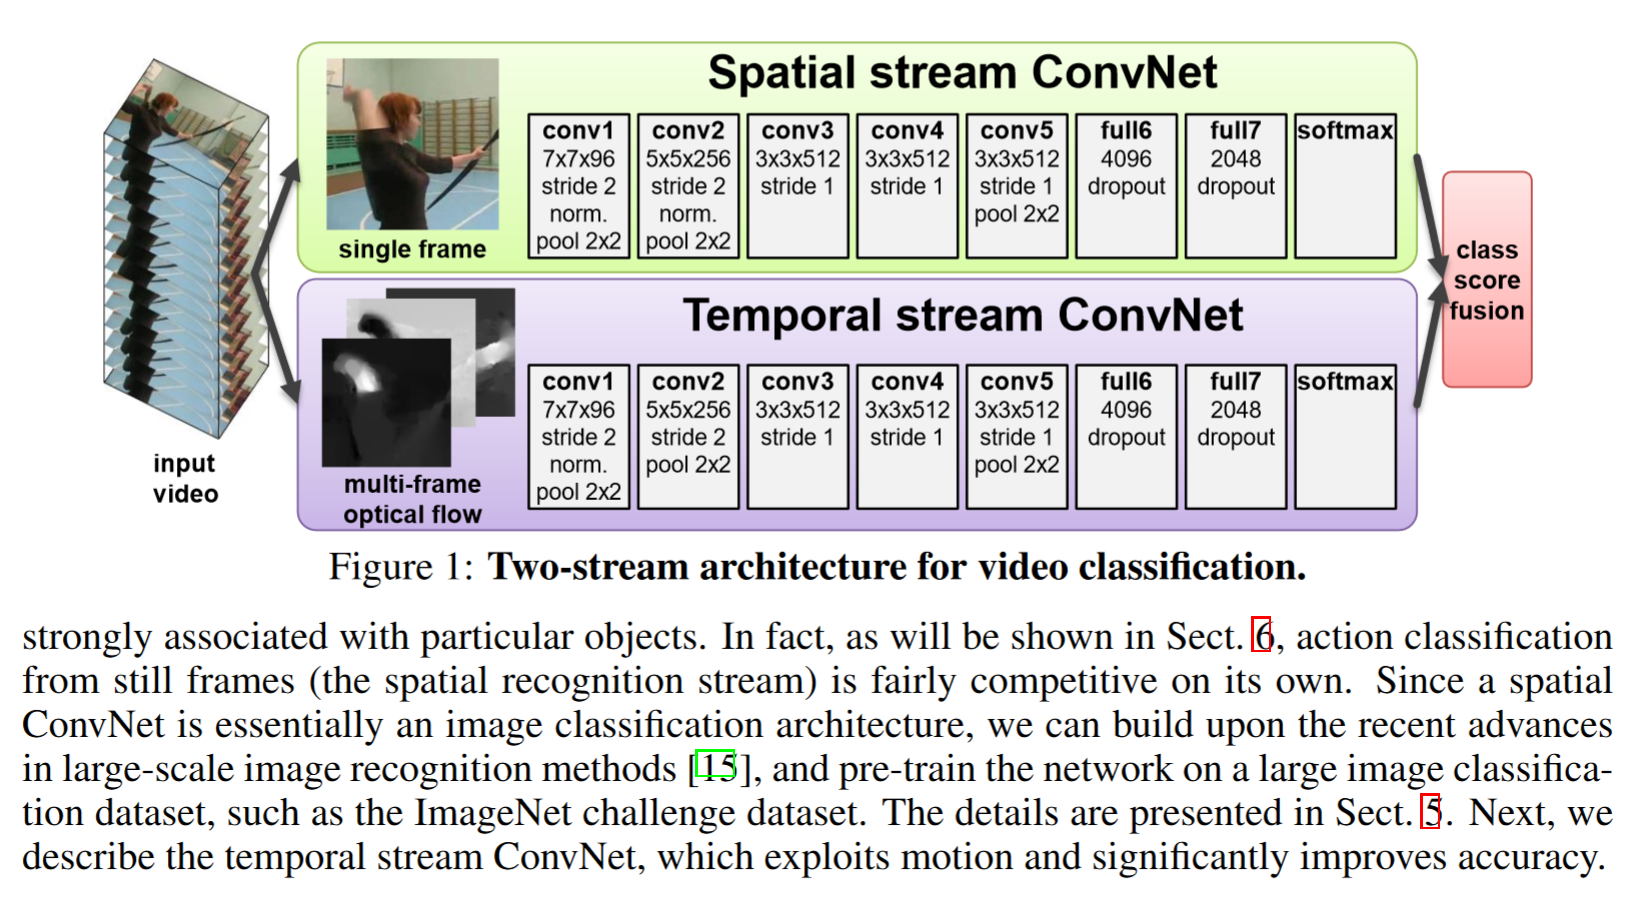 Spatial stream ConvNet
conv1
7x7x96
stride 2
norm.
pool 2x2
conv2
5x5x256
stride 2
norm.
pool 2x2
conv3
3x3x512
stride 1
conv4
3x3x512
stride 1
conv5
3x3x512
stride 1
pool 2x2
full6
4096
dropout
full7
2048
dropout
softmax
single frame
Temporal stream ConvNet
conv1
7x7x96
stride 2
norm.
pool 2x2
conv2
5x5x256
stride 2
pool 2x2
conv3
3x3x512
stride 1
conv4
3x3x512
stride 1
conv5
3x3x512
stride 1
pool 2x2
full6
4096
dropout
full7
2048
dropout
softmax
multi-frame
optical flow
input
video
class
score
fusion
Figure 1: Two-stream architecture for video classification.
strongly associated with particular objects. In fact, as will be shown in Sect. 6, action classification
from still frames (the spatial recognition stream) is fairly competitive on its own. Since a spatial
ConvNet is essentially an image classification architecture, we can build upon the recent advances
in large-scale image recognition methods [15], and pre-train the network on a large image classifica-
tion dataset, such as the ImageNet challenge dataset. The details are presented in Sect. 5. Next, we
describe the temporal stream ConvNet, which exploits motion and significantly improves accuracy.